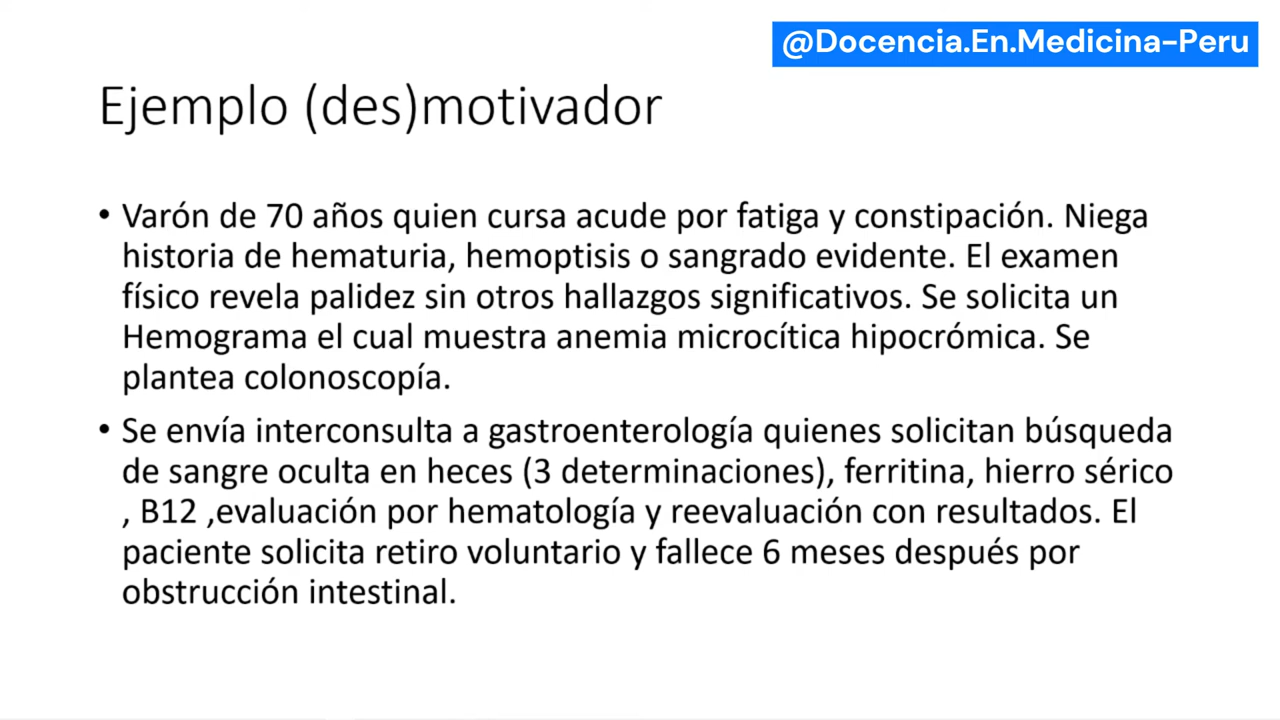 @Docencia.En.Medicina-Peru
Ejemplo (des)motivador
• Varón de 70 años quien cursa acude por fatiga y constipación. Niega
historia de hematuria, hemoptisis o sangrado evidente. El examen
físico revela palidez sin otros hallazgos significativos. Se solicita un
Hemograma el cual muestra anemia microcítica hipocrómica. Se
plantea colonoscopía.
• Se envía interconsulta a gastroenterología quienes solicitan búsqueda
de sangre oculta en heces (3 determinaciones), ferritina, hierro sérico
, B12 ,evaluación por hematología y reevaluación con resultados. El
paciente solicita retiro voluntario y fallece 6 meses después por
obstrucción intestinal.